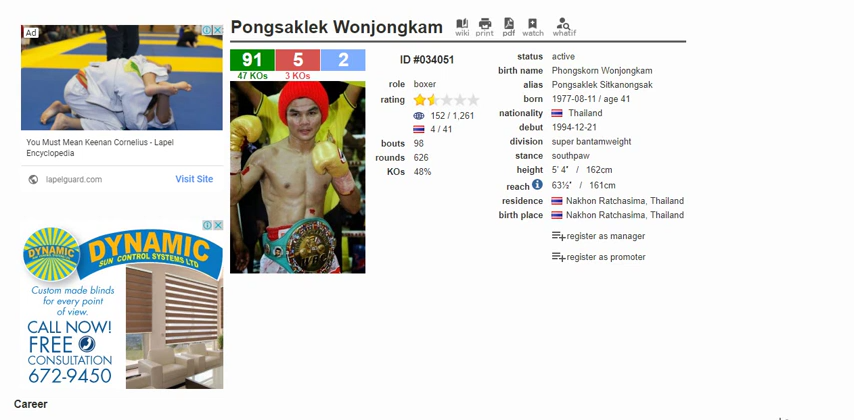 Ad
You Must Mean Keenan Cornelius - Lapel
Encyclopedia
lapelguard.com
Visit Site
DYNAMIC
DYNAMIC
SUN CONTROL SYSTEMS LTD
Custom made blinds
for every point
of view.
CALL NOW!
FREE
CONSULTATION
672-9450
Pongsaklek Wonjongkam
wiki print pdf watch whatif
91 5 2
47 KOs 3 KOs
ID #034051
role boxer
rating
152 / 1,261
4 / 41
bouts 98
rounds 626
KOs 48%
status active
birth name Phongskorn Wonjongkam
alias Pongsaklek Sitkanongsak
born 1977-08-11 / age 41
nationality Thailand
debut 1994-12-21
division super bantamweight
stance southpaw
height 5′ 4″ / 162cm
reach 63½″ / 161cm
residence Nakhon Ratchasima, Thailand
birth place Nakhon Ratchasima, Thailand
register as manager
register as promoter
Career